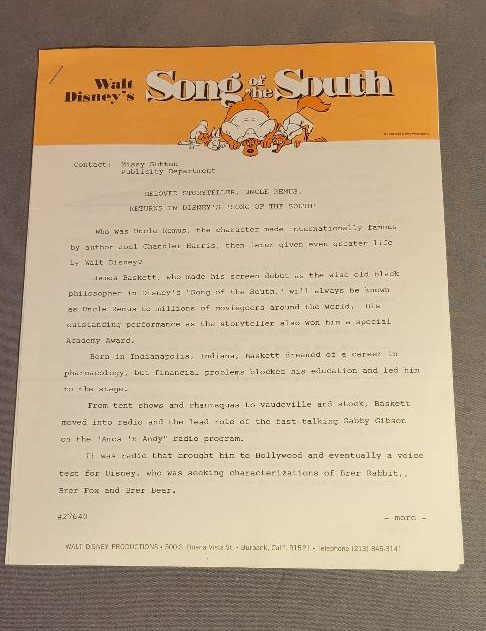 Walt Disney's Song of the South
Contact: Missy Sutton
Publicity Department
BELOVED STORYTELLER, UNCLE REMUS,
RETURNS IN DISNEY'S "SONG OF THE SOUTH"
Who was Uncle Remus, the character made internationally famous
by author Joel Chandler Harris, then later given even greater life
by Walt Disney?
James Baskett, who made his screen debut as the wise old black
philosopher in Disney's "Song of the South," will always be known
as Uncle Remus to millions of moviegoers around the world. His
outstanding performance as the storyteller also won him a special
Academy Award.
Born in Indianapolis, Indiana, Baskett dreamed of a career in
pharmacology, but financial problems blocked his education and led him
to the stage.
From tent shows and chautauqua to vaudeville and stock, Baskett
moved into radio and the lead role of the fast-talking Gabby Gibson
on the "Amos 'n Andy" radio program.
It was radio that brought him to Hollywood and eventually a voice
test for Disney, who was seeking characterizations of Brer Rabbit,
Brer Fox and Brer Bear.
#27640
- more -
WALT DISNEY PRODUCTIONS • 500 S. Buena Vista St. • Burbank, Calif. 91521 • Telephone (213) 845-3141